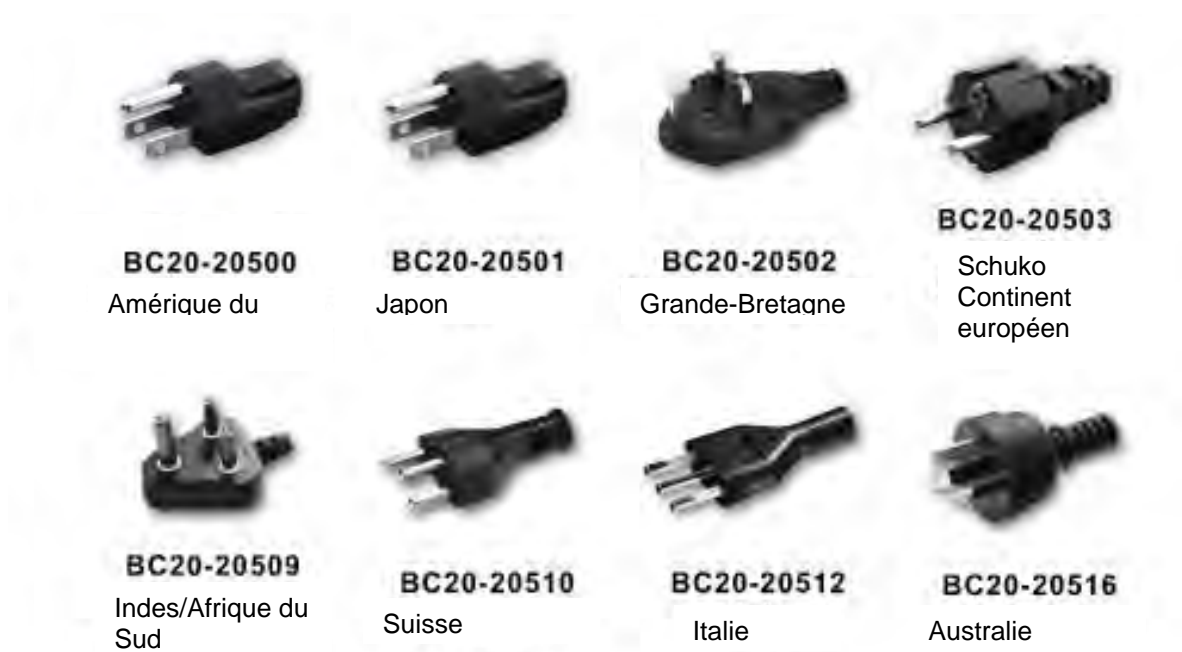 BC20-20500
Amérique du
BC20-20501
Japon
BC20-20502
Grande-Bretagne
BC20-20503
Schuko
Continent
européen
BC20-20509
Indes/Afrique du
Sud
BC20-20510
Suisse
BC20-20512
Italie
BC20-20516
Australie